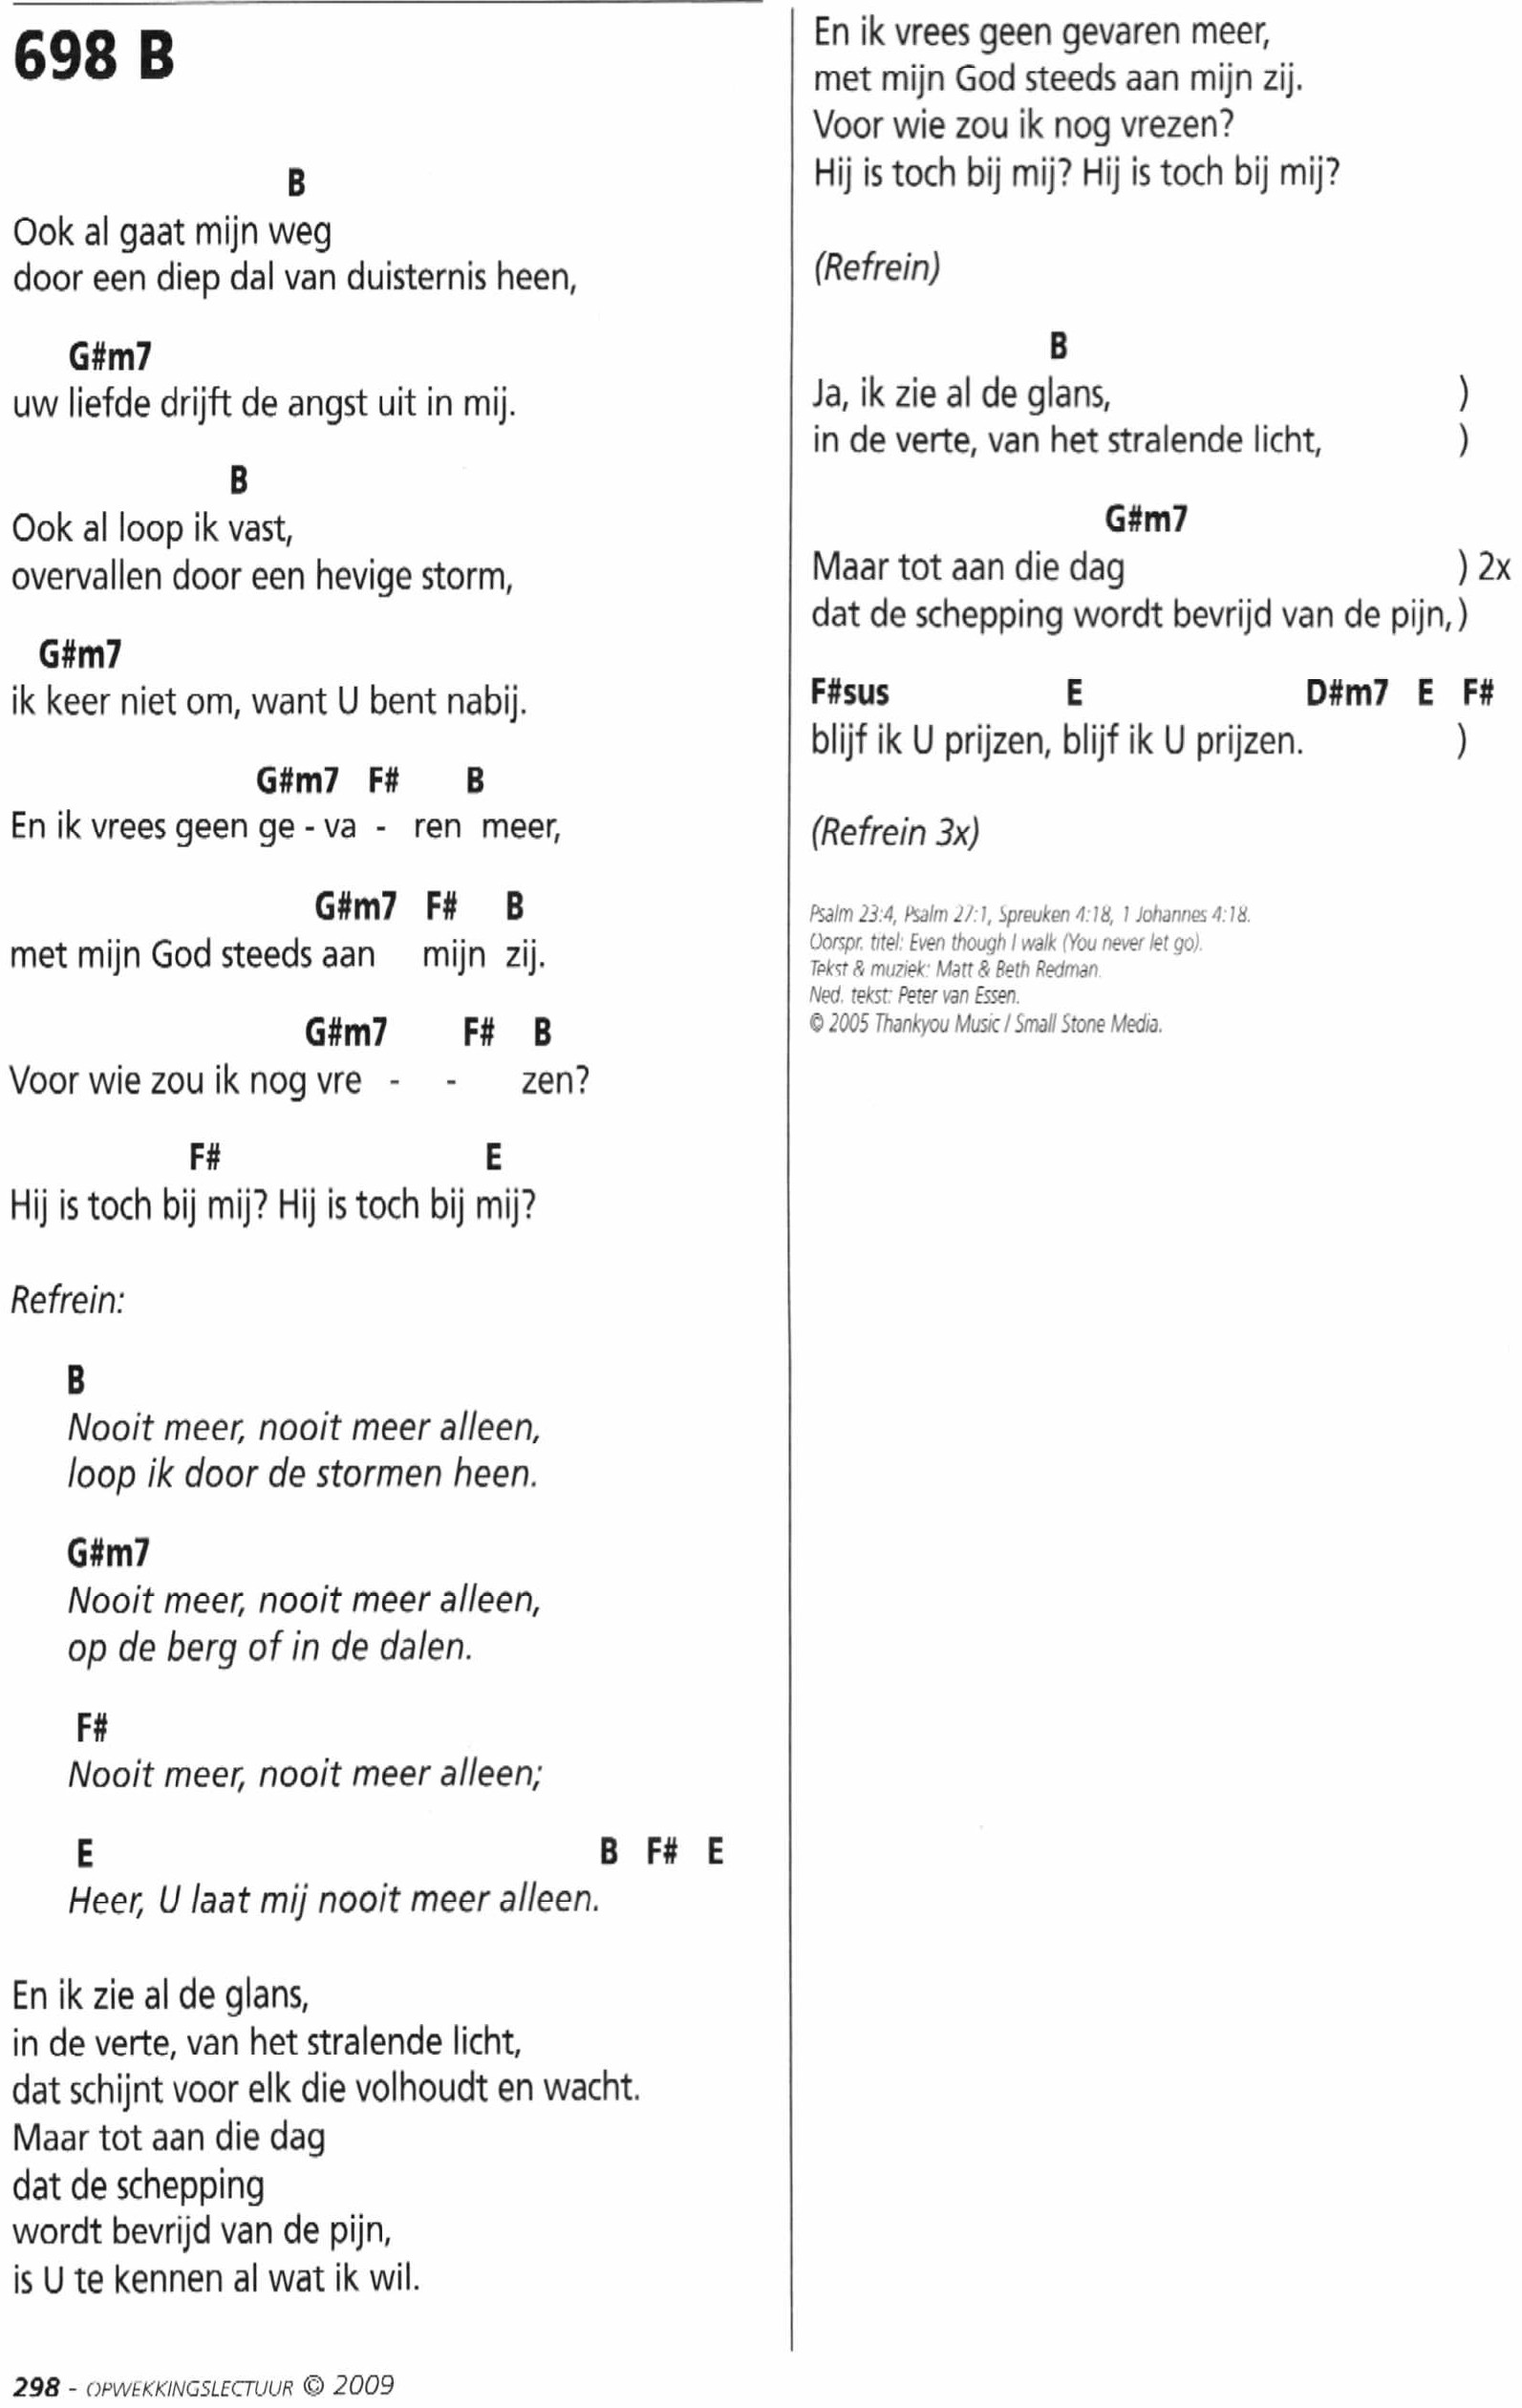 698 B
B
Ook al gaat mijn weg
door een diep dal van duisternis heen,
G#m7
uw liefde drijft de angst uit in mij.
B
Ook al loop ik vast,
overvallen door een hevige storm,
G#m7
ik keer niet om, want U bent nabij.
G#m7 F# B
En ik vrees geen ge - va - ren meer,
G#m7 F# B
met mijn God steeds aan mijn zij.
G#m7 F# B
Voor wie zou ik nog vre - - zen?
F# E
Hij is toch bij mij? Hij is toch bij mij?
Refrein:
B
Nooit meer, nooit meer alleen,
loop ik door de stormen heen.
G#m7
Nooit meer, nooit meer alleen,
op de berg of in de dalen.
F#
Nooit meer, nooit meer alleen;
E B F# E
Heer, U laat mij nooit meer alleen.
En ik zie al de glans,
in de verte, van het stralende licht,
dat schijnt voor elk die volhoudt en wacht.
Maar tot aan die dag
dat de schepping
wordt bevrijd van de pijn,
is U te kennen al wat ik wil.
298 - OPWEKKINGSLECTUUR © 2009
En ik vrees geen gevaren meer,
met mijn God steeds aan mijn zij.
Voor wie zou ik nog vrezen?
Hij is toch bij mij? Hij is toch bij mij?
(Refrein)
B
Ja, ik zie al de glans, )
in de verte, van het stralende licht, )
G#m7
Maar tot aan die dag ) 2x
dat de schepping wordt bevrijd van de pijn, )
F#sus E D#m7 E F#
blijf ik U prijzen, blijf ik U prijzen. )
(Refrein 3x)
Psalm 23:4, Psalm 27:1, Spreuken 4:18, 1 Johannes 4:18.
Oorspr. titel: Even though I walk (You never let go).
Tekst & muziek: Matt & Beth Redman.
Ned. tekst: Peter van Essen.
© 2005 Thankyou Music / Small Stone Media.